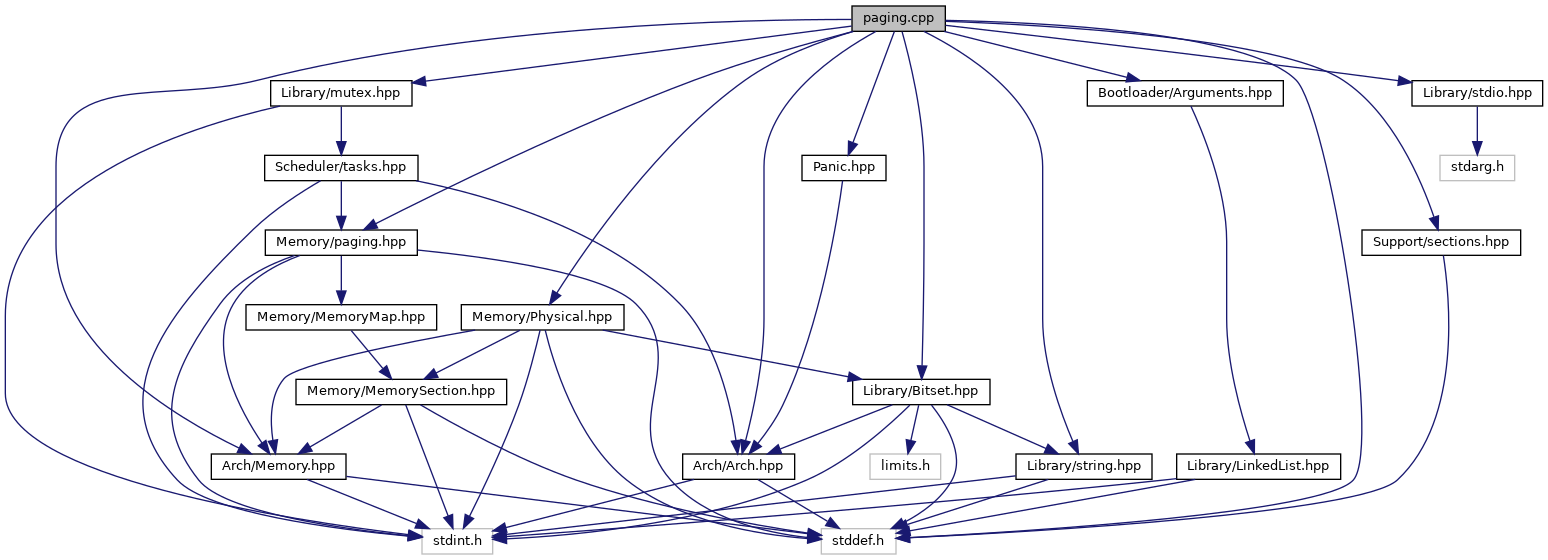 paging.cpp
Library/mutex.hpp
Bootloader/Arguments.hpp
Library/stdio.hpp
Scheduler/tasks.hpp
Panic.hpp
stdarg.h
Memory/paging.hpp
Support/sections.hpp
Memory/MemoryMap.hpp
Memory/Physical.hpp
Memory/MemorySection.hpp
Library/Bitset.hpp
Arch/Memory.hpp
Arch/Arch.hpp
limits.h
Library/string.hpp
Library/LinkedList.hpp
stdint.h
stddef.h